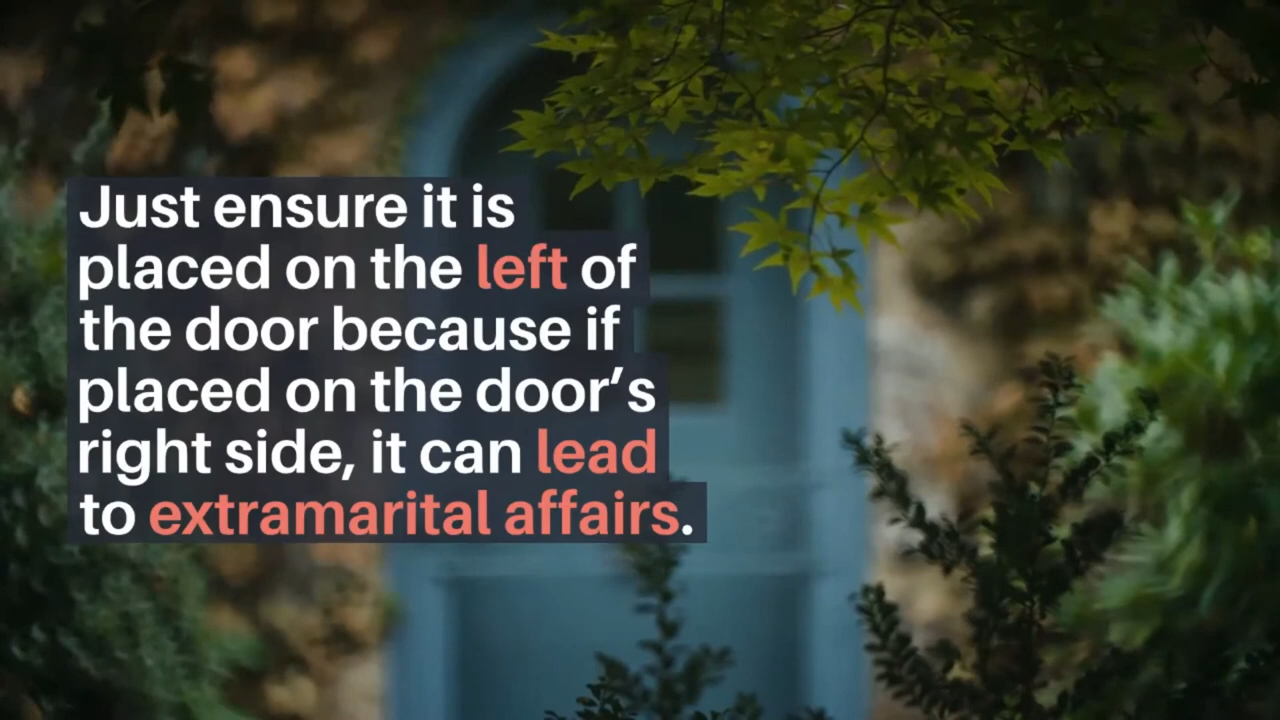 Just ensure it is
placed on the left of
the door because if
placed on the door’s
right side, it can lead
to extramarital affairs.